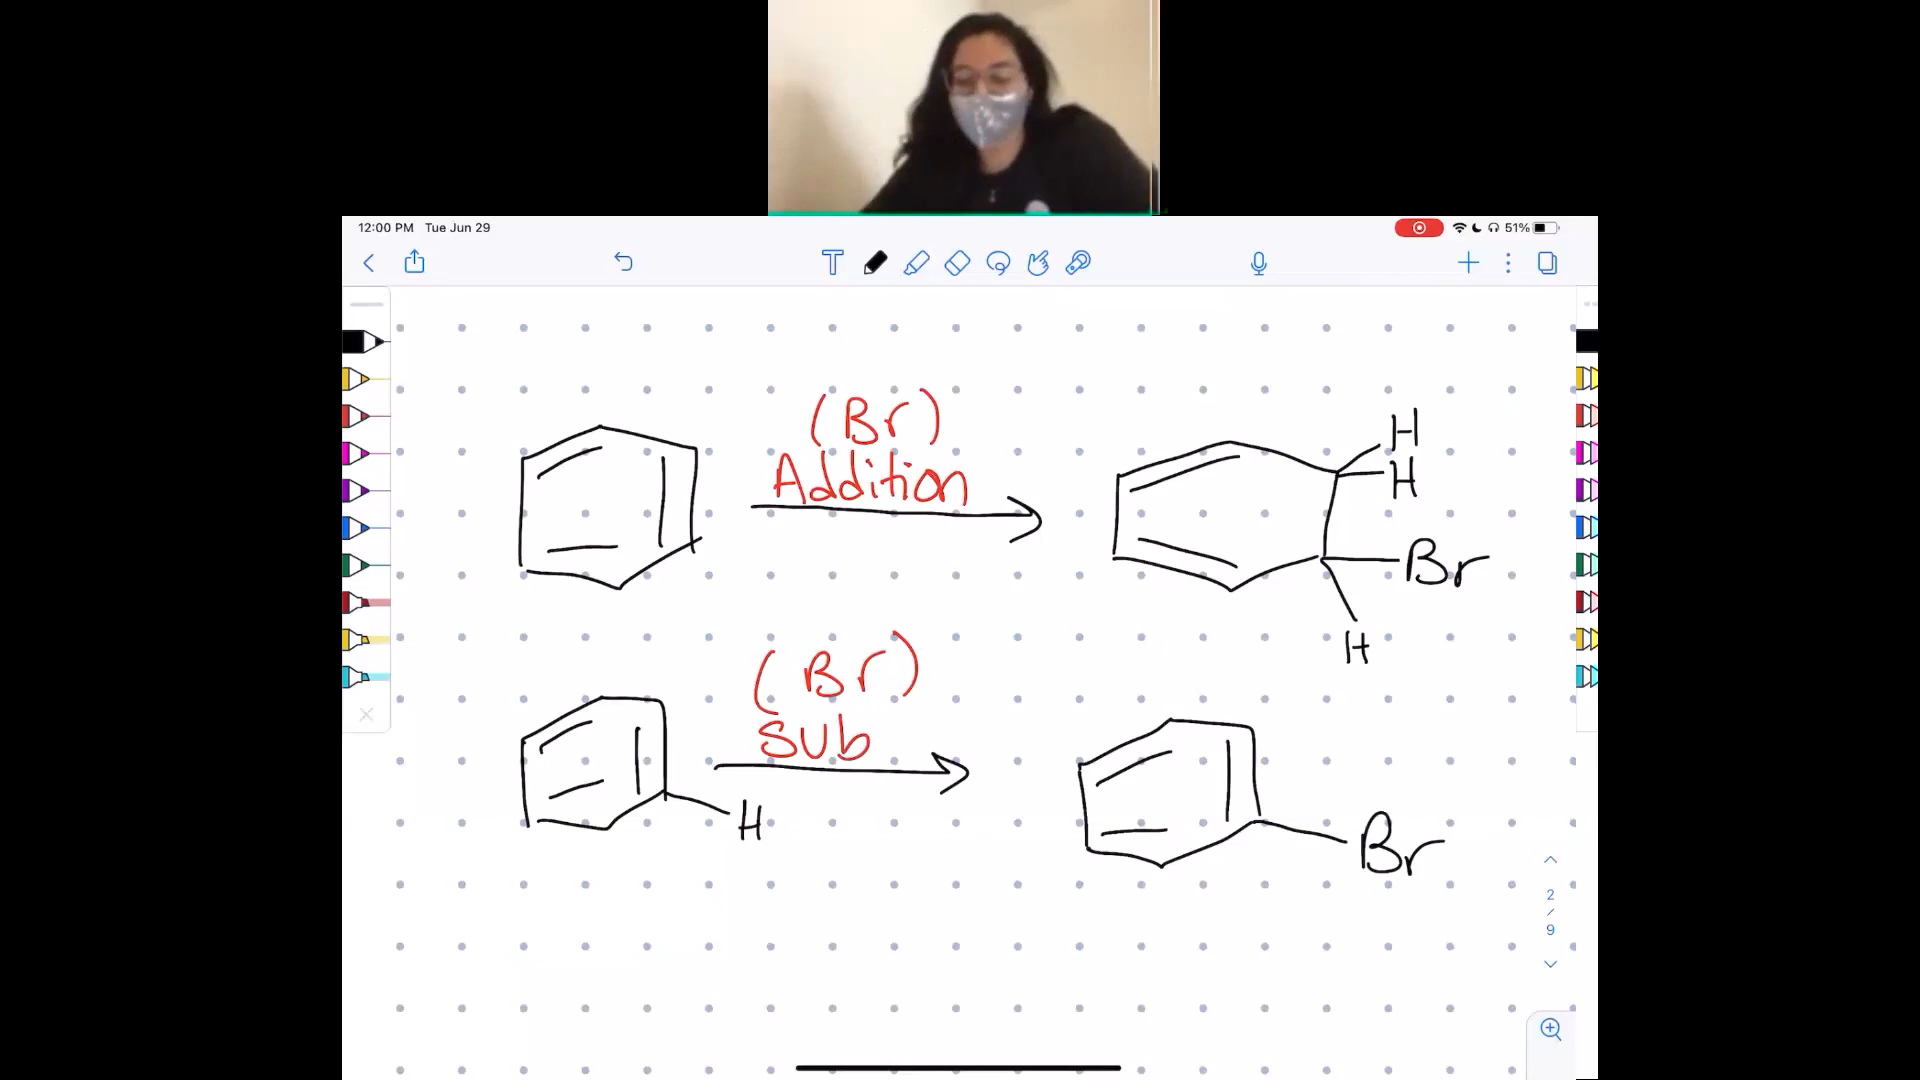 12:00 PM Tue Jun 29
51%
T
(Br)
Addition
H
H
Br
H
(Br)
Sub
H
Br
2
/
9